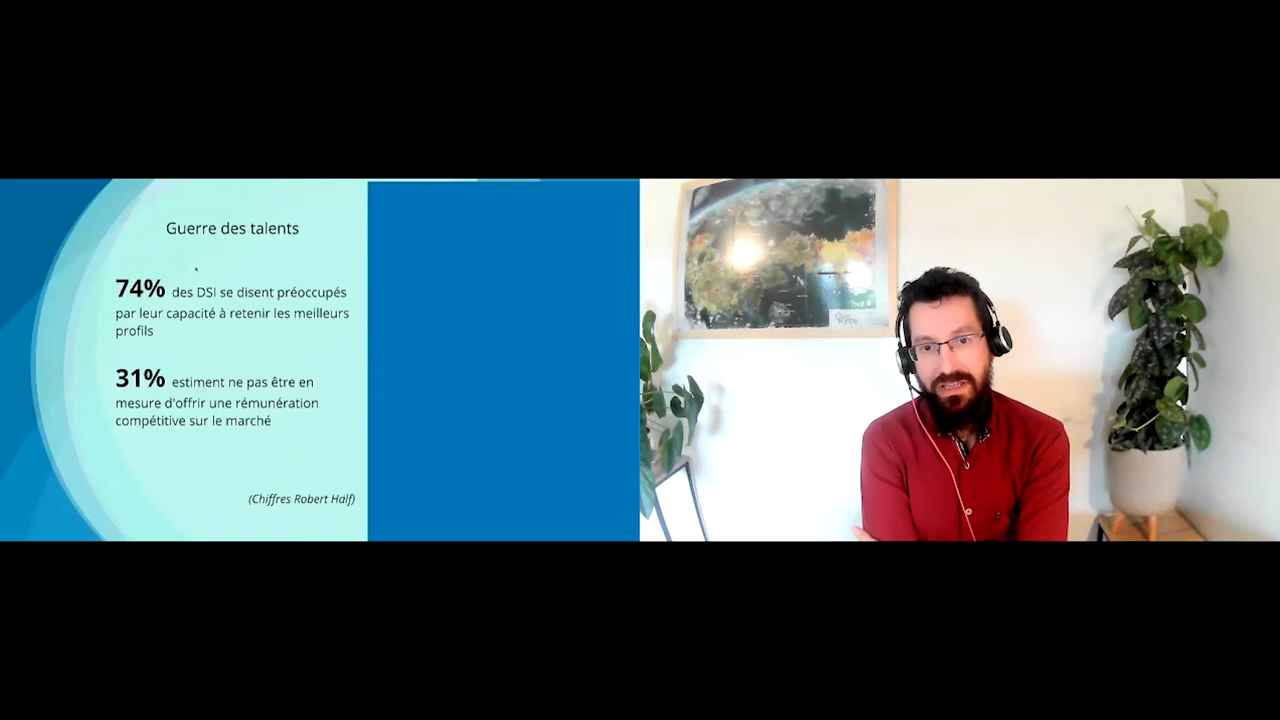 Guerre des talents
74% des DSI se disent préoccupés
par leur capacité à retenir les meilleurs
profils
31% estiment ne pas être en
mesure d'offrir une rémunération
compétitive sur le marché
(Chiffres Robert Half)